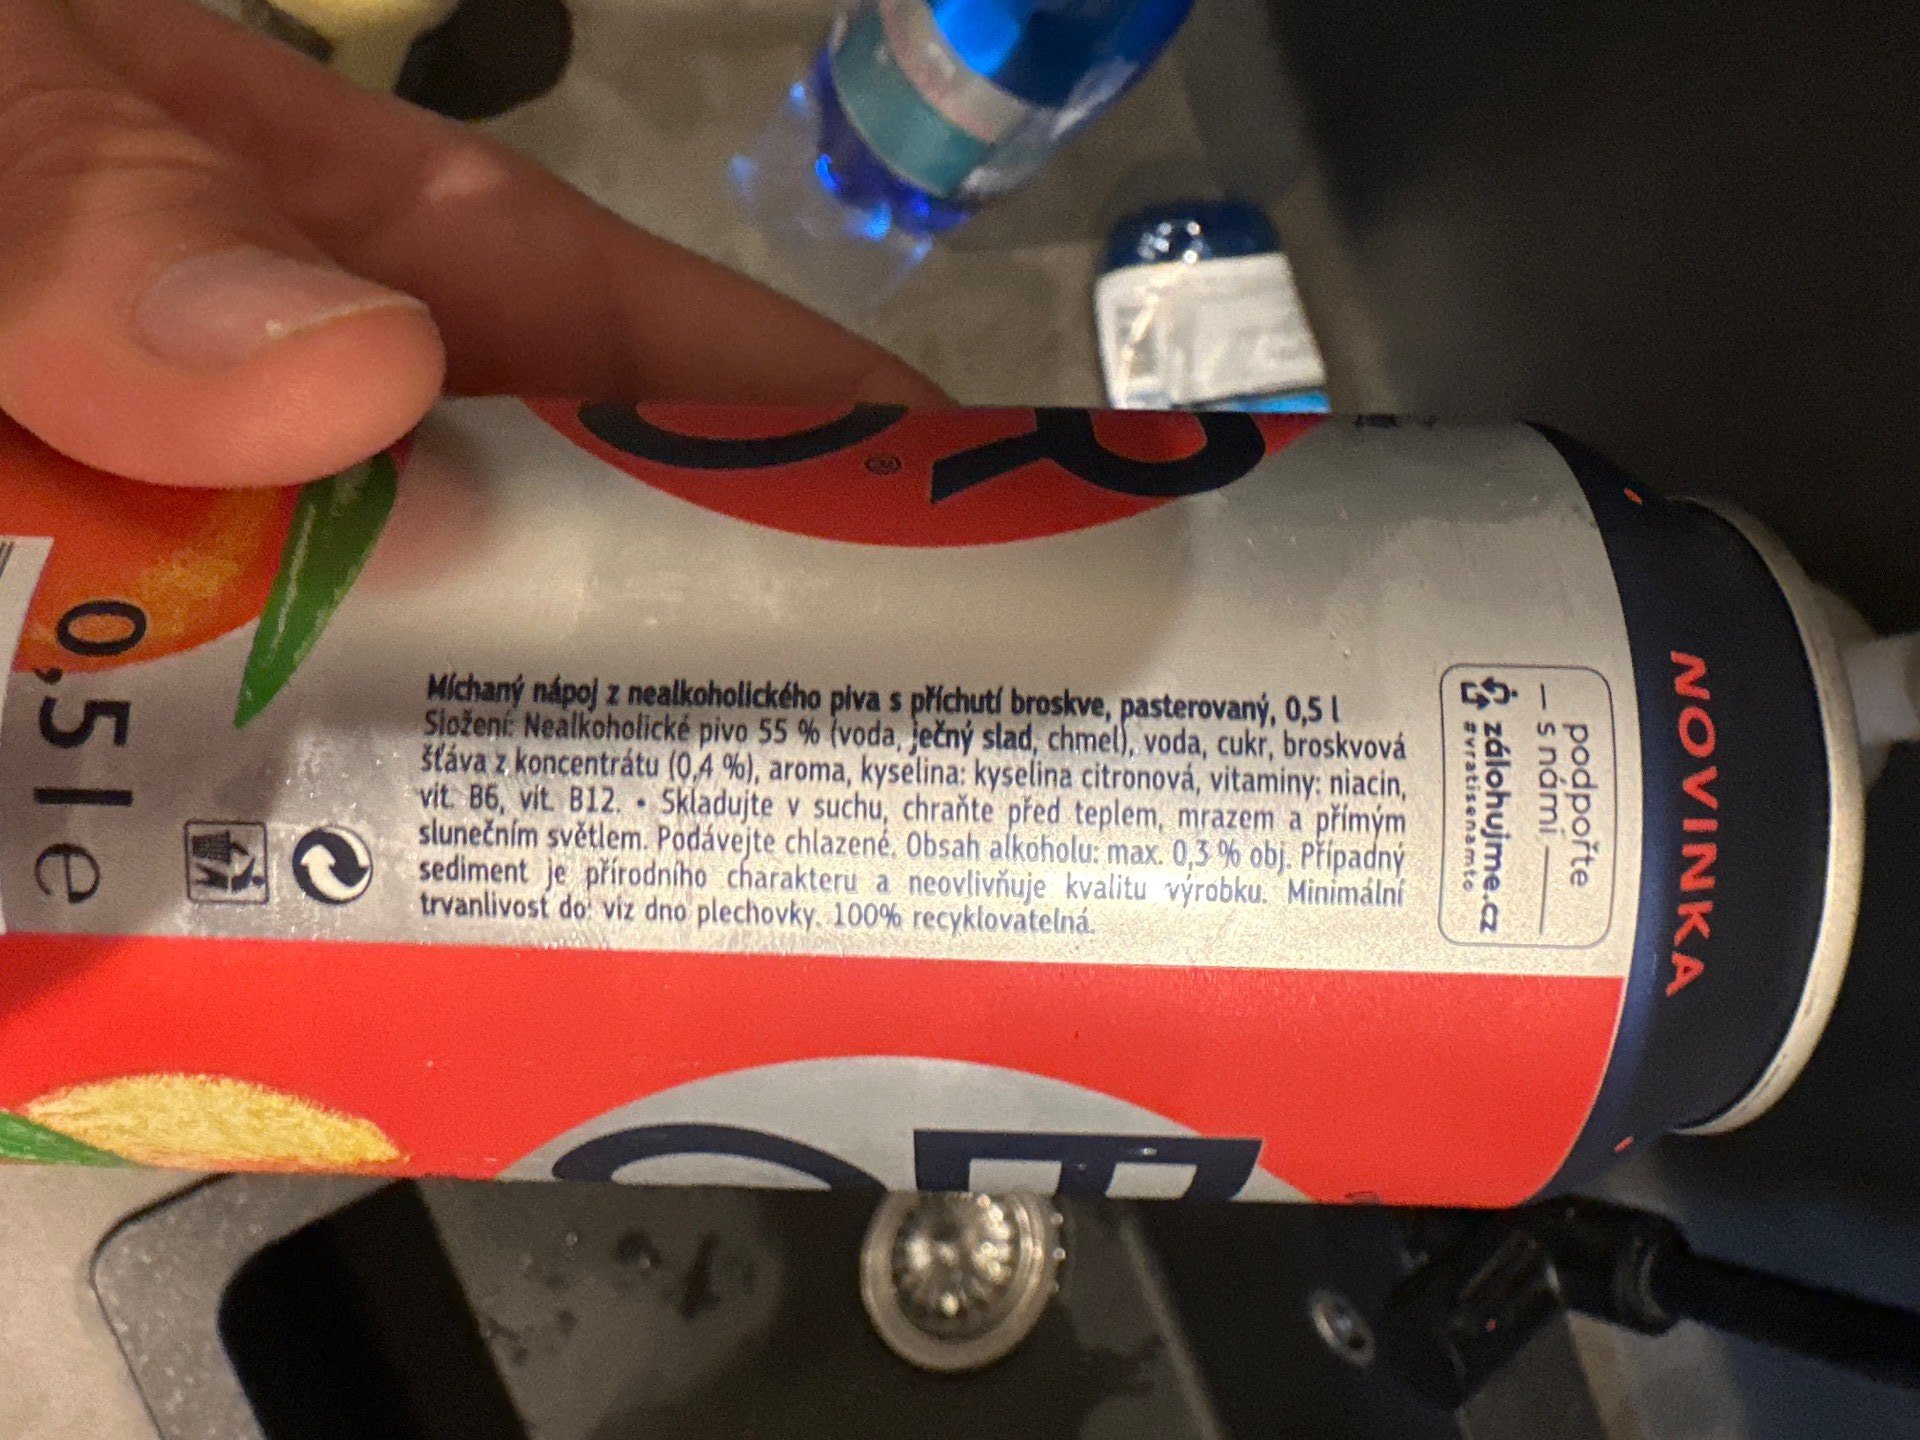 Míchaný nápoj z nealkoholického piva s příchutí broskve, pasterovaný, 0,5 l
Složení: Nealkoholické pivo 55 % (voda, ječný slad, chmel), voda, cukr, broskvová
šťáva z koncentrátu (0,4 %), aroma, kyselina: kyselina citronová, vitaminy: niacin,
vit. B6, vit. B12. • Skladujte v suchu, chraňte před teplem, mrazem a přímým
slunečním světlem. Podávejte chlazené. Obsah alkoholu: max. 0,3 % obj. Případný
sediment je přírodního charakteru a neovlivňuje kvalitu výrobku. Minimální
trvanlivost do: viz dno plechovky. 100% recyklovatelná.
0,5 l e
podpořte
— s námi —
zálohujme.cz
#vratisenamto
NOVINKA